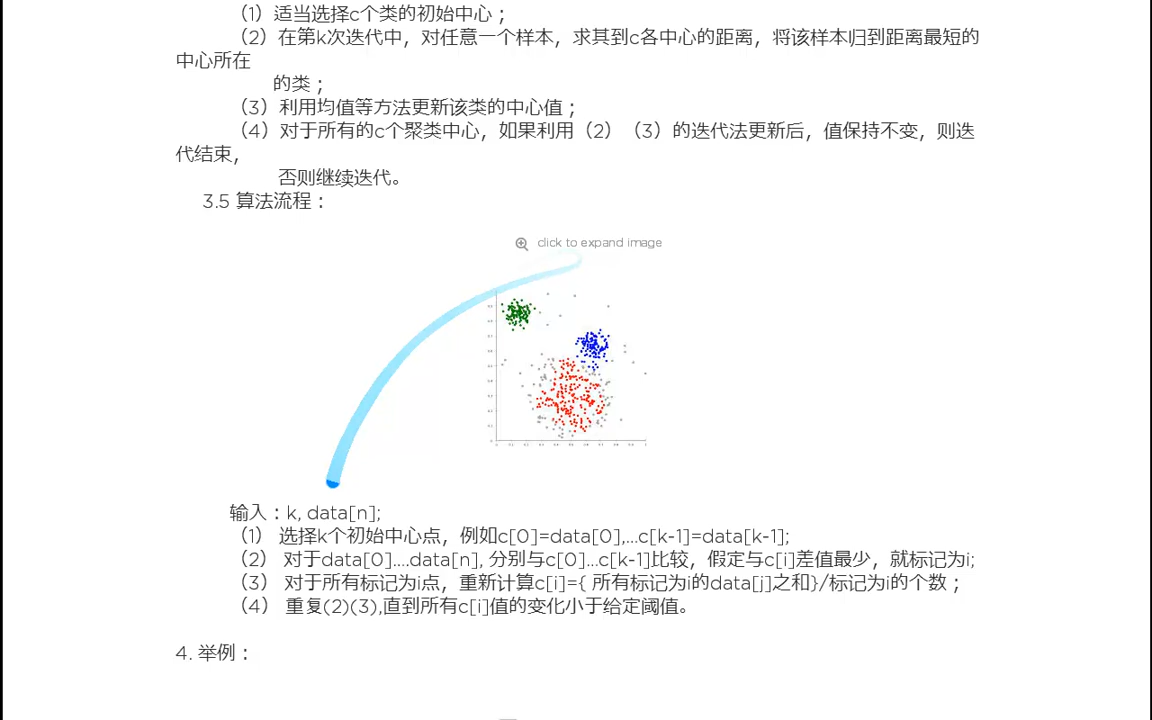 （1）适当选择c个类的初始中心；
（2）在第k次迭代中，对任意一个样本，求其到c各中心的距离，将该样本归到距离最短的
中心所在
的类；
（3）利用均值等方法更新该类的中心值；
（4）对于所有的c个聚类中心，如果利用（2）（3）的迭代法更新后，值保持不变，则迭
代结束，
否则继续迭代。
3.5 算法流程：
click to expand image
输入：k, data[n];
（1） 选择k个初始中心点，例如c[0]=data[0],...c[k-1]=data[k-1];
（2） 对于data[0]....data[n], 分别与c[0]...c[k-1]比较，假定与c[i]差值最少，就标记为i;
（3） 对于所有标记为i点，重新计算c[i]={ 所有标记为i的data[j]之和}/标记为i的个数；
（4） 重复(2)(3),直到所有c[i]值的变化小于给定阈值。
4. 举例：